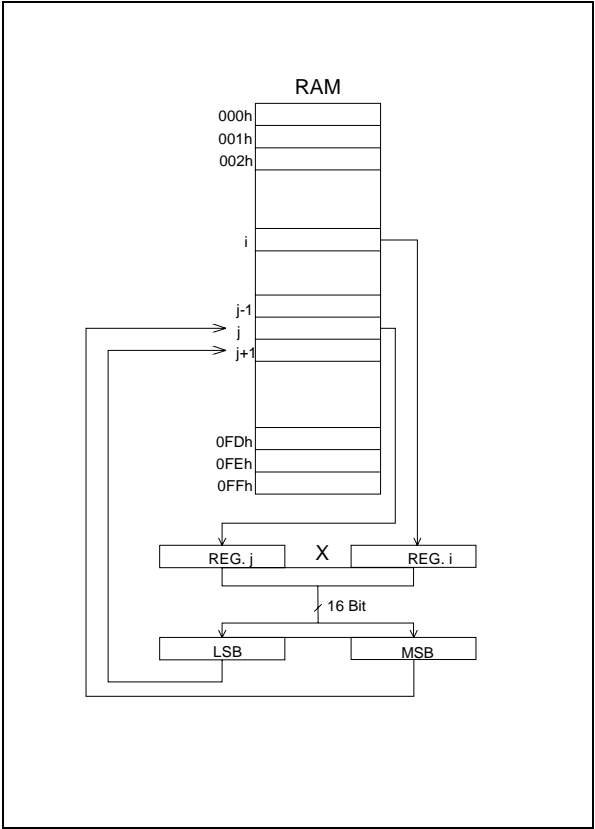 RAM
000h
001h
002h
i
j-1
j
j+1
0FDh
0FEh
0FFh
REG. j X REG. i
16 Bit
LSB MSB